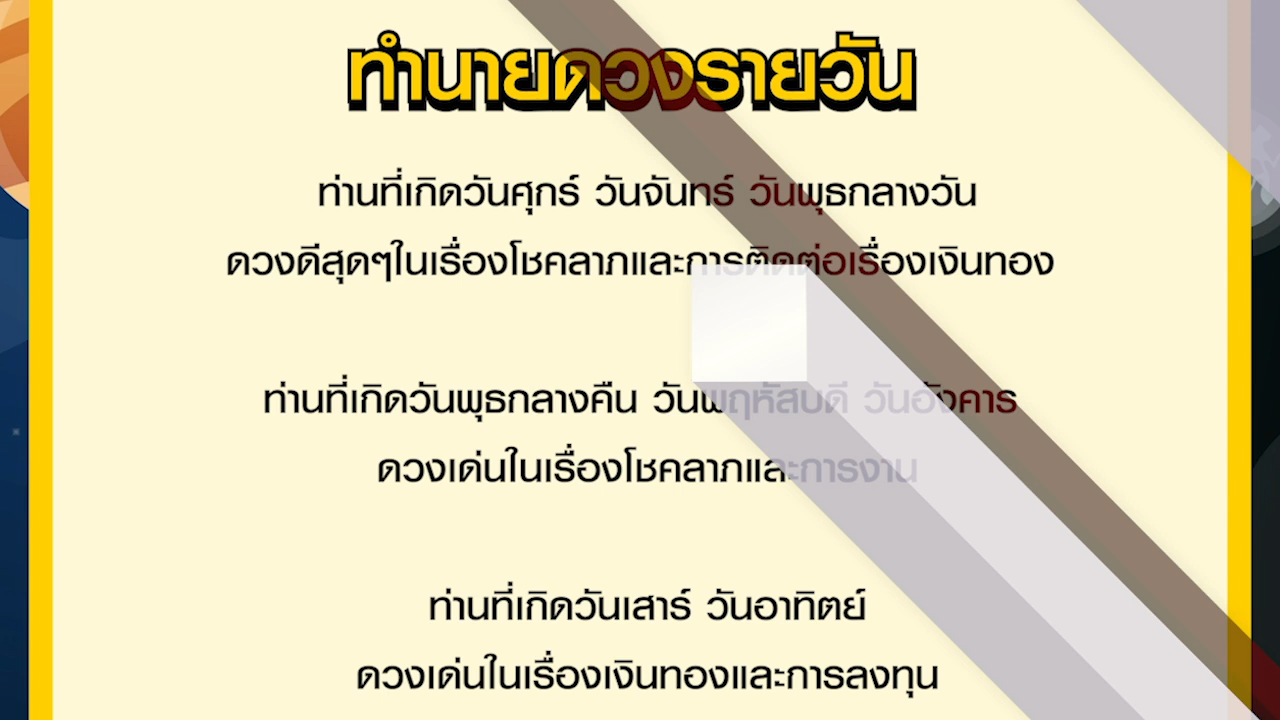 ทำนายดวงรายวัน
ท่านที่เกิดวันศุกร์ วันจันทร์ วันพุธกลางวัน
ดวงดีสุดๆในเรื่องโชคลาภและการติดต่อเรื่องเงินทอง
ท่านที่เกิดวันพุธกลางคืน วันพฤหัสบดี วันอังคาร
ดวงเด่นในเรื่องโชคลาภและการงาน
ท่านที่เกิดวันเสาร์ วันอาทิตย์
ดวงเด่นในเรื่องเงินทองและการลงทุน